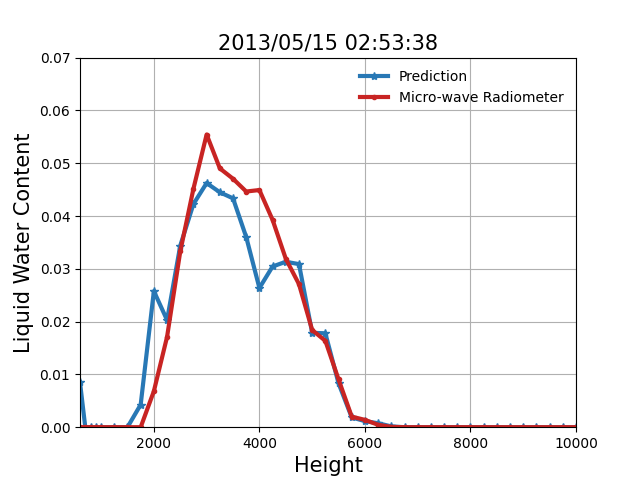 2013/05/15 02:53:38
Prediction
Micro-wave Radiometer
Liquid Water Content
0.07
0.06
0.05
0.04
0.03
0.02
0.01
0.00
2000 4000 6000 8000 10000
Height